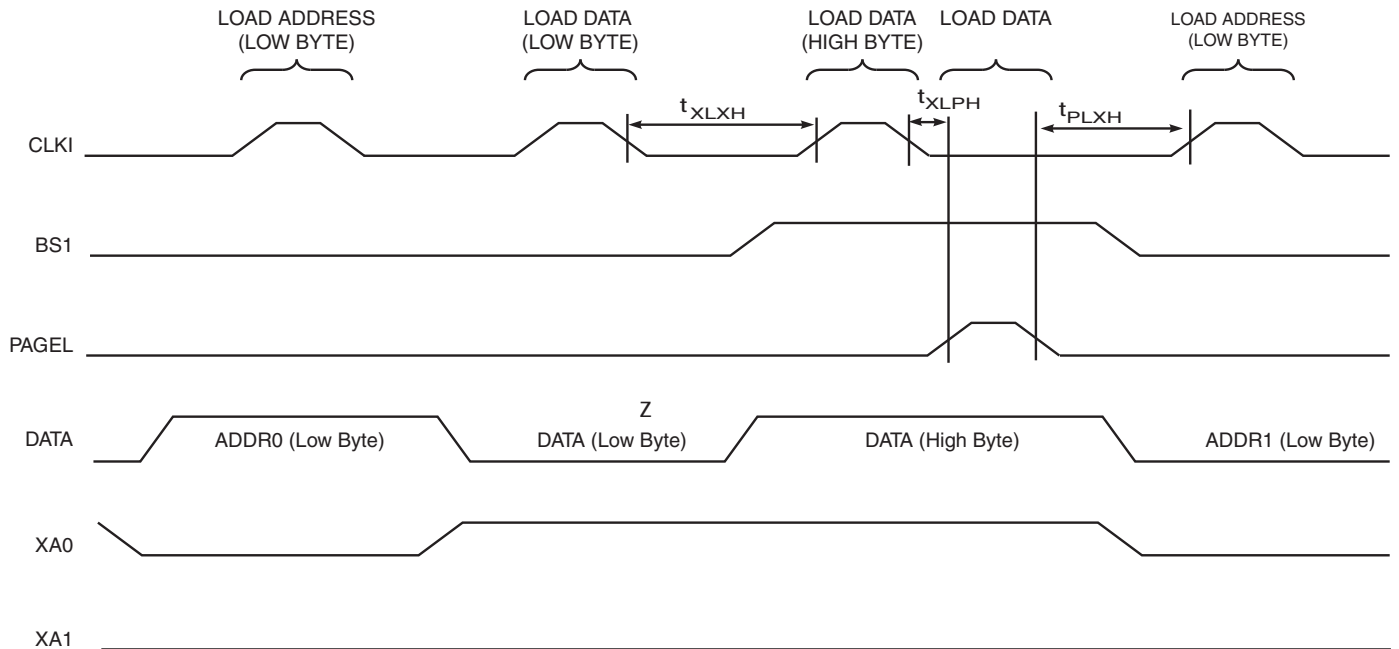 LOAD ADDRESS
(LOW BYTE)
LOAD DATA
(LOW BYTE)
LOAD DATA
(HIGH BYTE)
LOAD DATA
LOAD ADDRESS
(LOW BYTE)
tXLXH
tXLPH
tPLXH
CLKI
BS1
PAGEL
Z
DATA
ADDR0 (Low Byte)
DATA (Low Byte)
DATA (High Byte)
ADDR1 (Low Byte)
XA0
XA1